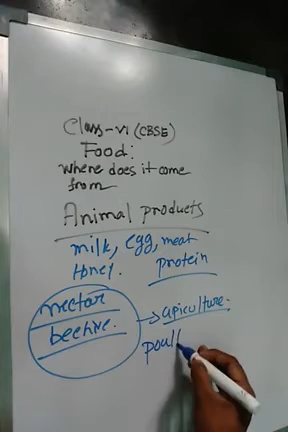 Class-VI (CBSE)
Food:
where does it come
from
Animal products
milk, egg, meat
Honey. protein
nectar
beehive. → apiculture.
poul